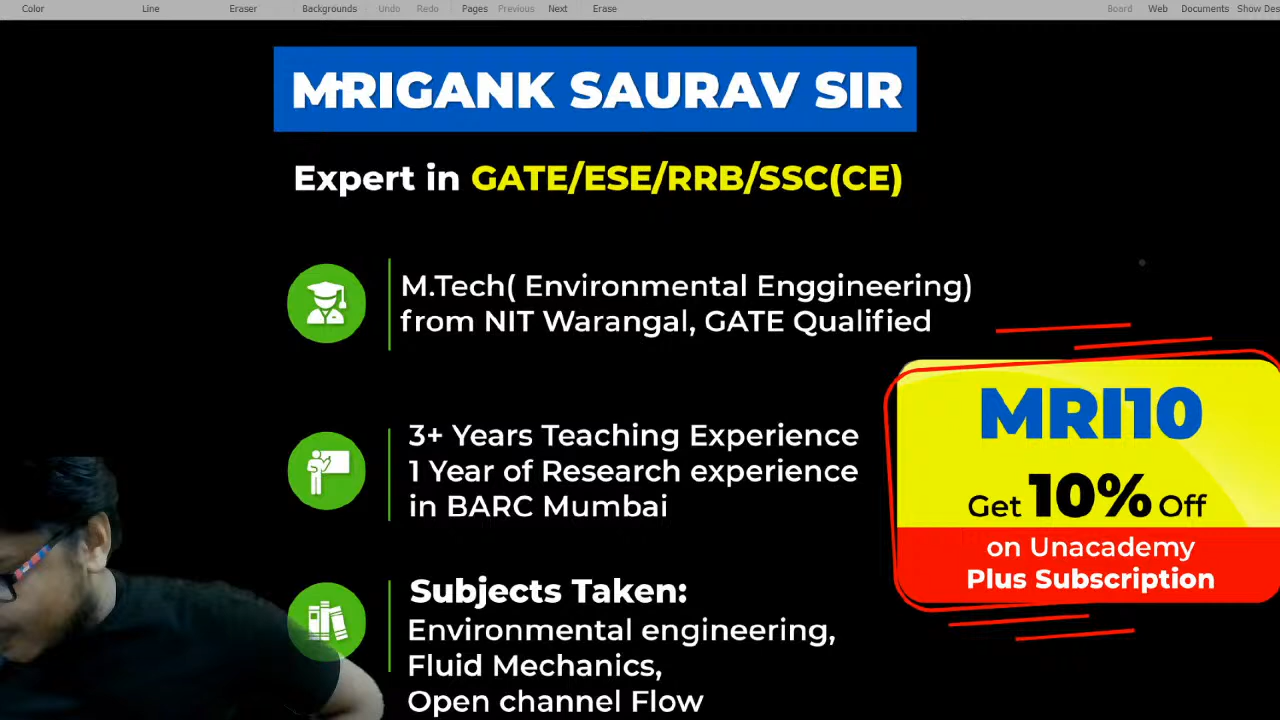 Color Line Eraser Backgrounds Undo Redo Pages Previous Next Erase Board Web Documents Show Des
MRIGANK SAURAV SIR
Expert in GATE/ESE/RRB/SSC(CE)
M.Tech( Environmental Enggineering)
from NIT Warangal, GATE Qualified
3+ Years Teaching Experience
1 Year of Research experience
in BARC Mumbai
Subjects Taken:
Environmental engineering,
Fluid Mechanics,
Open channel Flow
MRI10
Get 10% Off
on Unacademy
Plus Subscription